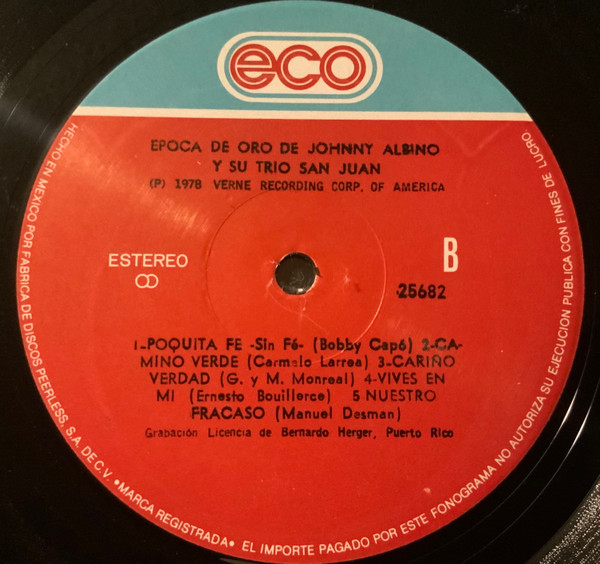 eco
EPOCA DE ORO DE JOHNNY ALBINO
Y SU TRIO SAN JUAN
(P) 1978 VERNE RECORDING CORP. OF AMERICA
ESTEREO
B
25682
1-POQUITA FE -Sin Fé- (Bobby Capó) 2-CA-
MINO VERDE (Carmelo Larrea) 3-CARIÑO
VERDAD (G. y M. Monreal) 4-VIVES EN
MI (Ernesto Bouillerce) 5 NUESTRO
FRACASO (Manuel Desman)
Grabación Licencia de Bernardo Herger, Puerto Rico
HECHO EN MEXICO POR FABRICA DE DISCOS PEERLESS, S.A. DE C.V. •MARCA REGISTRADA• EL IMPORTE PAGADO POR ESTE FONOGRAMA NO AUTORIZA SU EJECUCION PUBLICA CON FINES DE LUCRO.